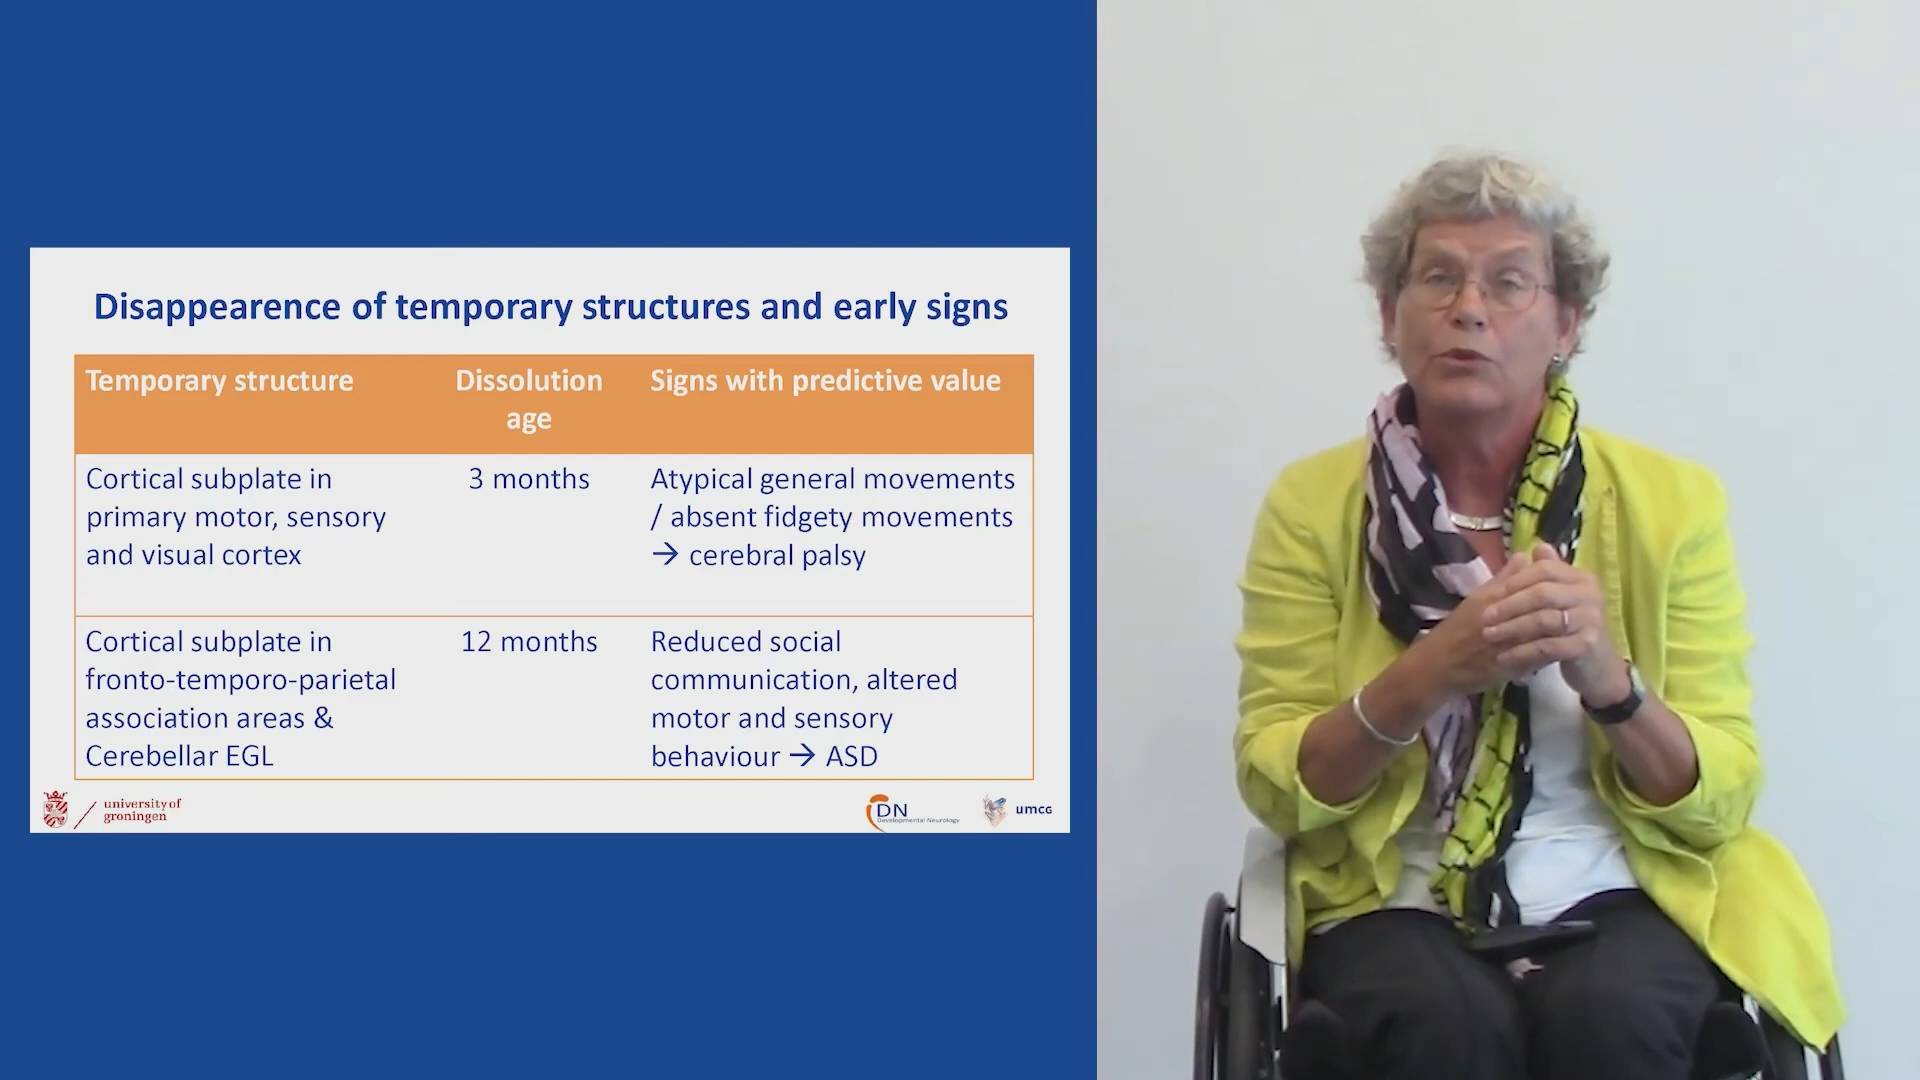 Disappearence of temporary structures and early signs
Temporary structure
Dissolution
age
Signs with predictive value
Cortical subplate in
primary motor, sensory
and visual cortex
3 months
Atypical general movements
/ absent fidgety movements
→ cerebral palsy
Cortical subplate in
fronto-temporo-parietal
association areas &
Cerebellar EGL
12 months
Reduced social
communication, altered
motor and sensory
behaviour → ASD
university of
groningen
DN
Developmental Neurology
umcg